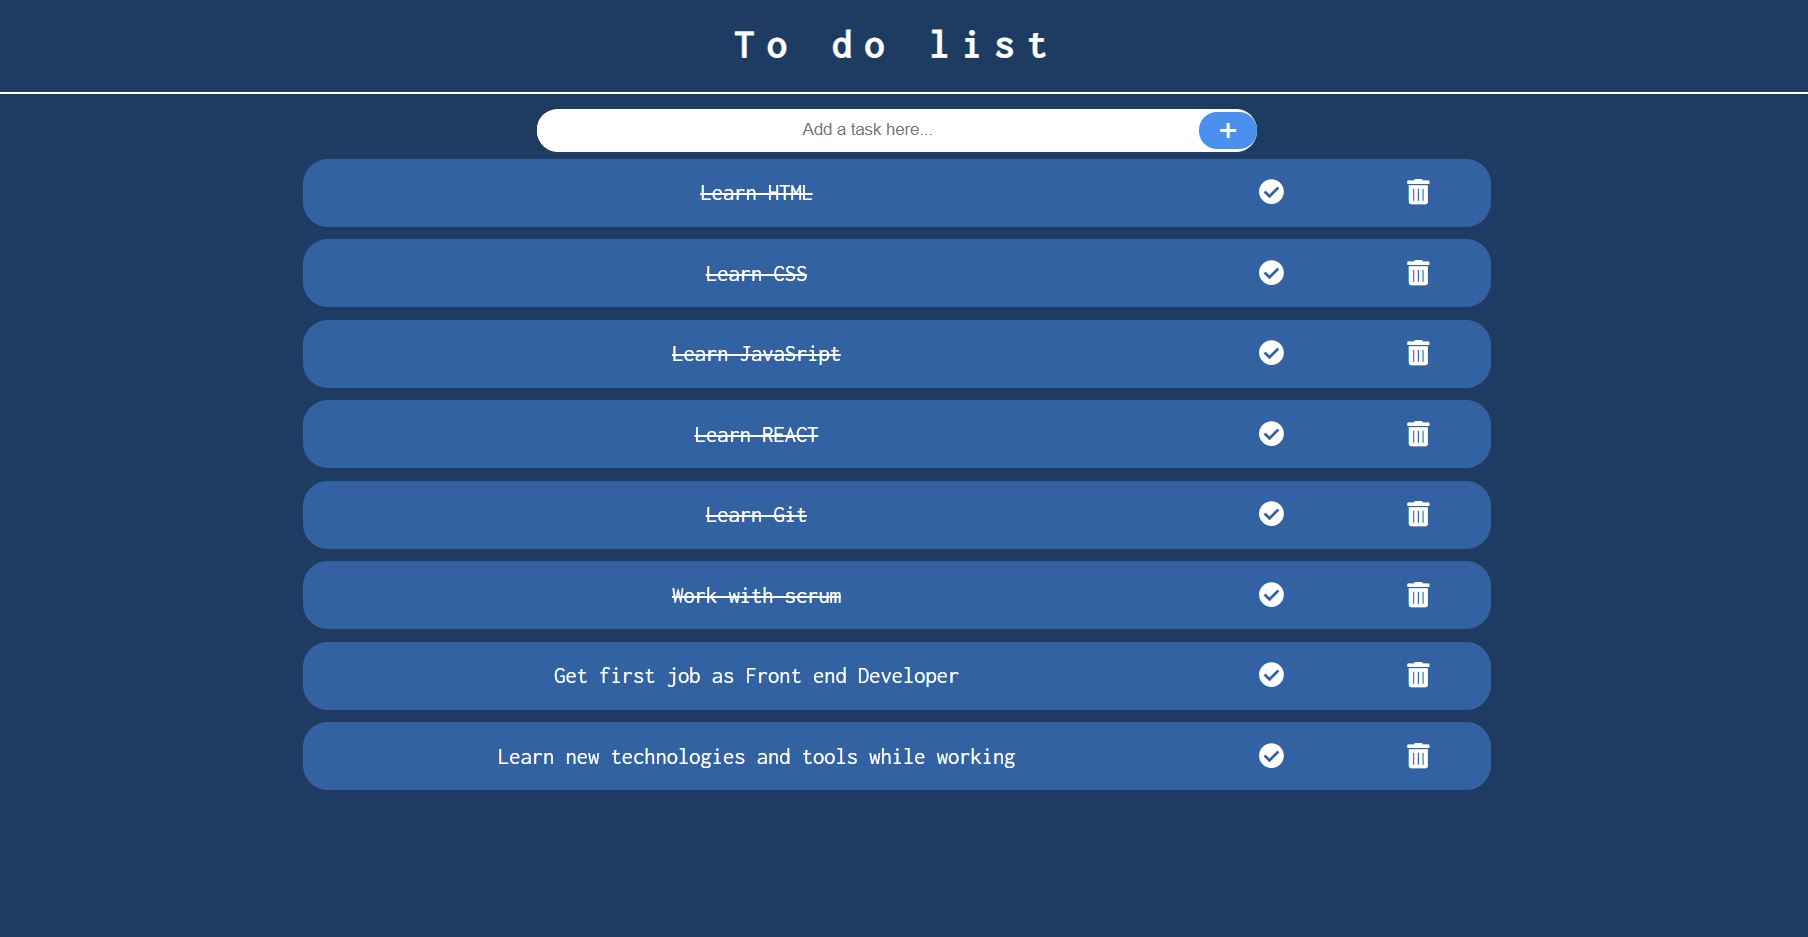 To do list
Add a task here...
Learn HTML
Learn CSS
Learn JavaSript
Learn REACT
Learn Git
Work with scrum
Get first job as Front end Developer
Learn new technologies and tools while working